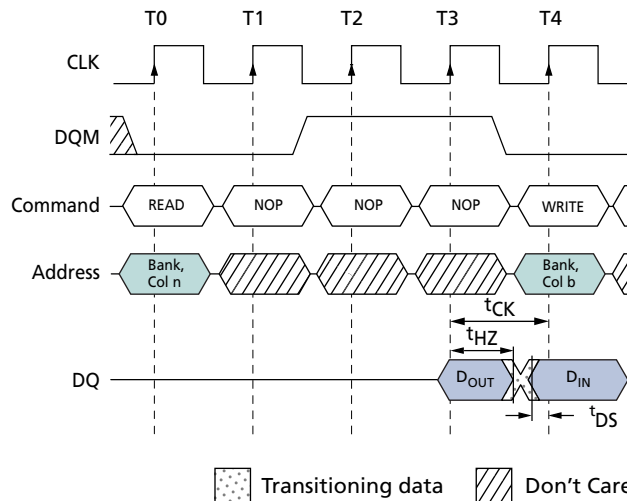 T0 T1 T2 T3 T4
CLK
DQM
Command READ NOP NOP NOP WRITE
Address Bank, Col n Bank, Col b
tCK
tHZ
DQ DOUT DIN
tDS
Transitioning data Don't Care